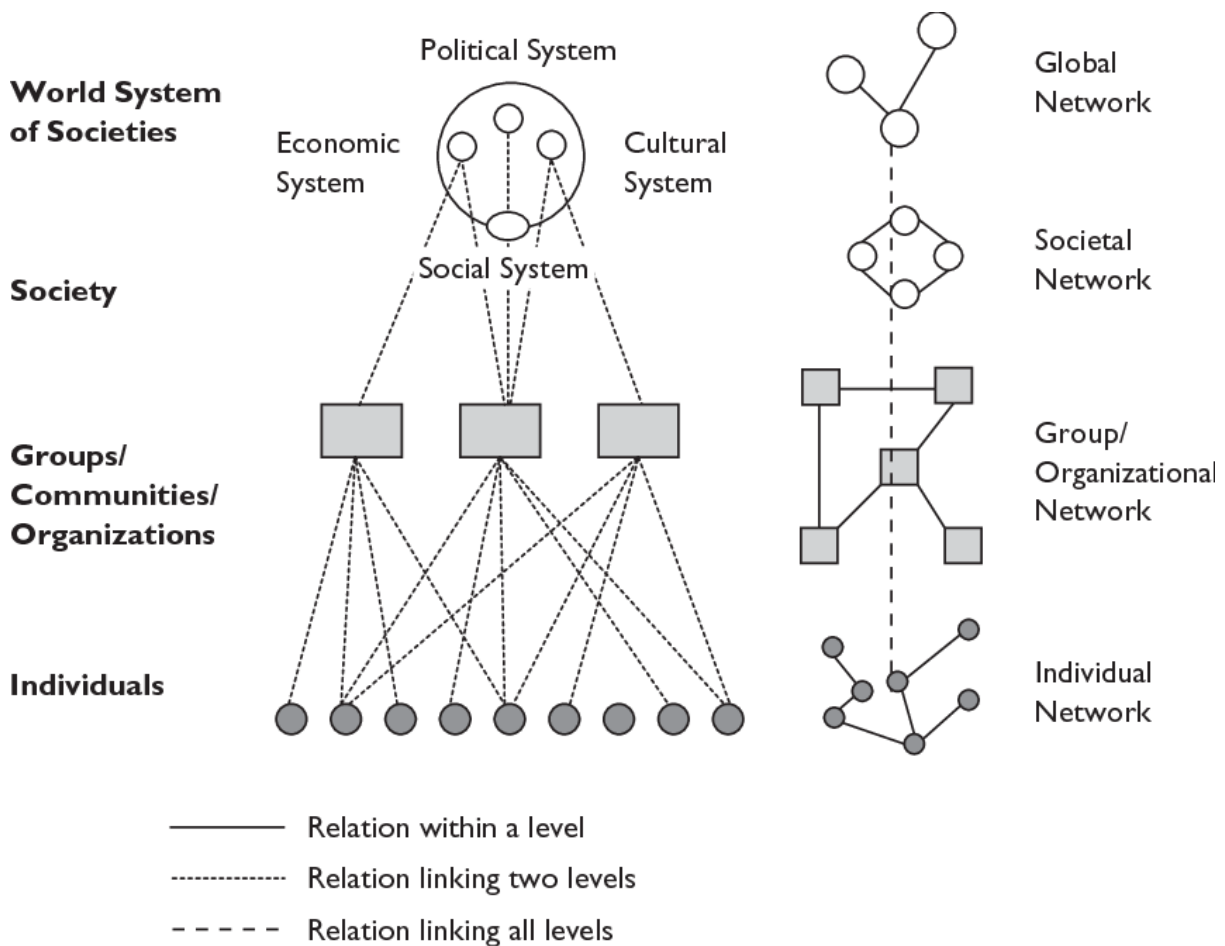 Political System
World System
of Societies
Economic
System
Cultural
System
Global
Network
Social System
Society
Societal
Network
Groups/
Communities/
Organizations
Group/
Organizational
Network
Individuals
Individual
Network
Relation within a level
Relation linking two levels
Relation linking all levels